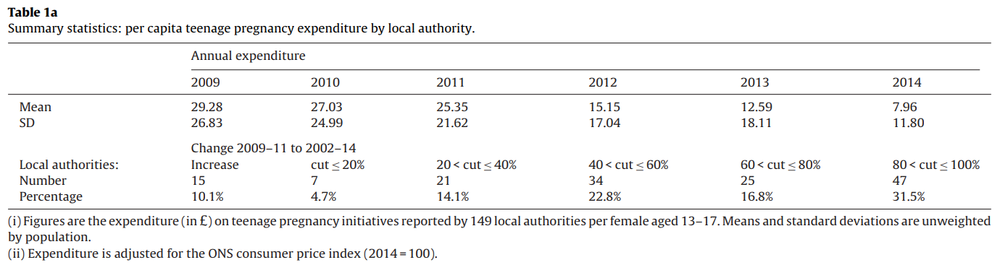 Table 1a
Summary statistics: per capita teenage pregnancy expenditure by local authority.
Annual expenditure
2009 2010 2011 2012 2013 2014
Mean 29.28 27.03 25.35 15.15 12.59 7.96
SD 26.83 24.99 21.62 17.04 18.11 11.80
Change 2009–11 to 2002–14
Local authorities: Increase cut ≤ 20% 20 < cut ≤ 40% 40 < cut ≤ 60% 60 < cut ≤ 80% 80 < cut ≤ 100%
Number 15 7 21 34 25 47
Percentage 10.1% 4.7% 14.1% 22.8% 16.8% 31.5%
(i) Figures are the expenditure (in £) on teenage pregnancy initiatives reported by 149 local authorities per female aged 13–17. Means and standard deviations are unweighted
by population.
(ii) Expenditure is adjusted for the ONS consumer price index (2014 = 100).